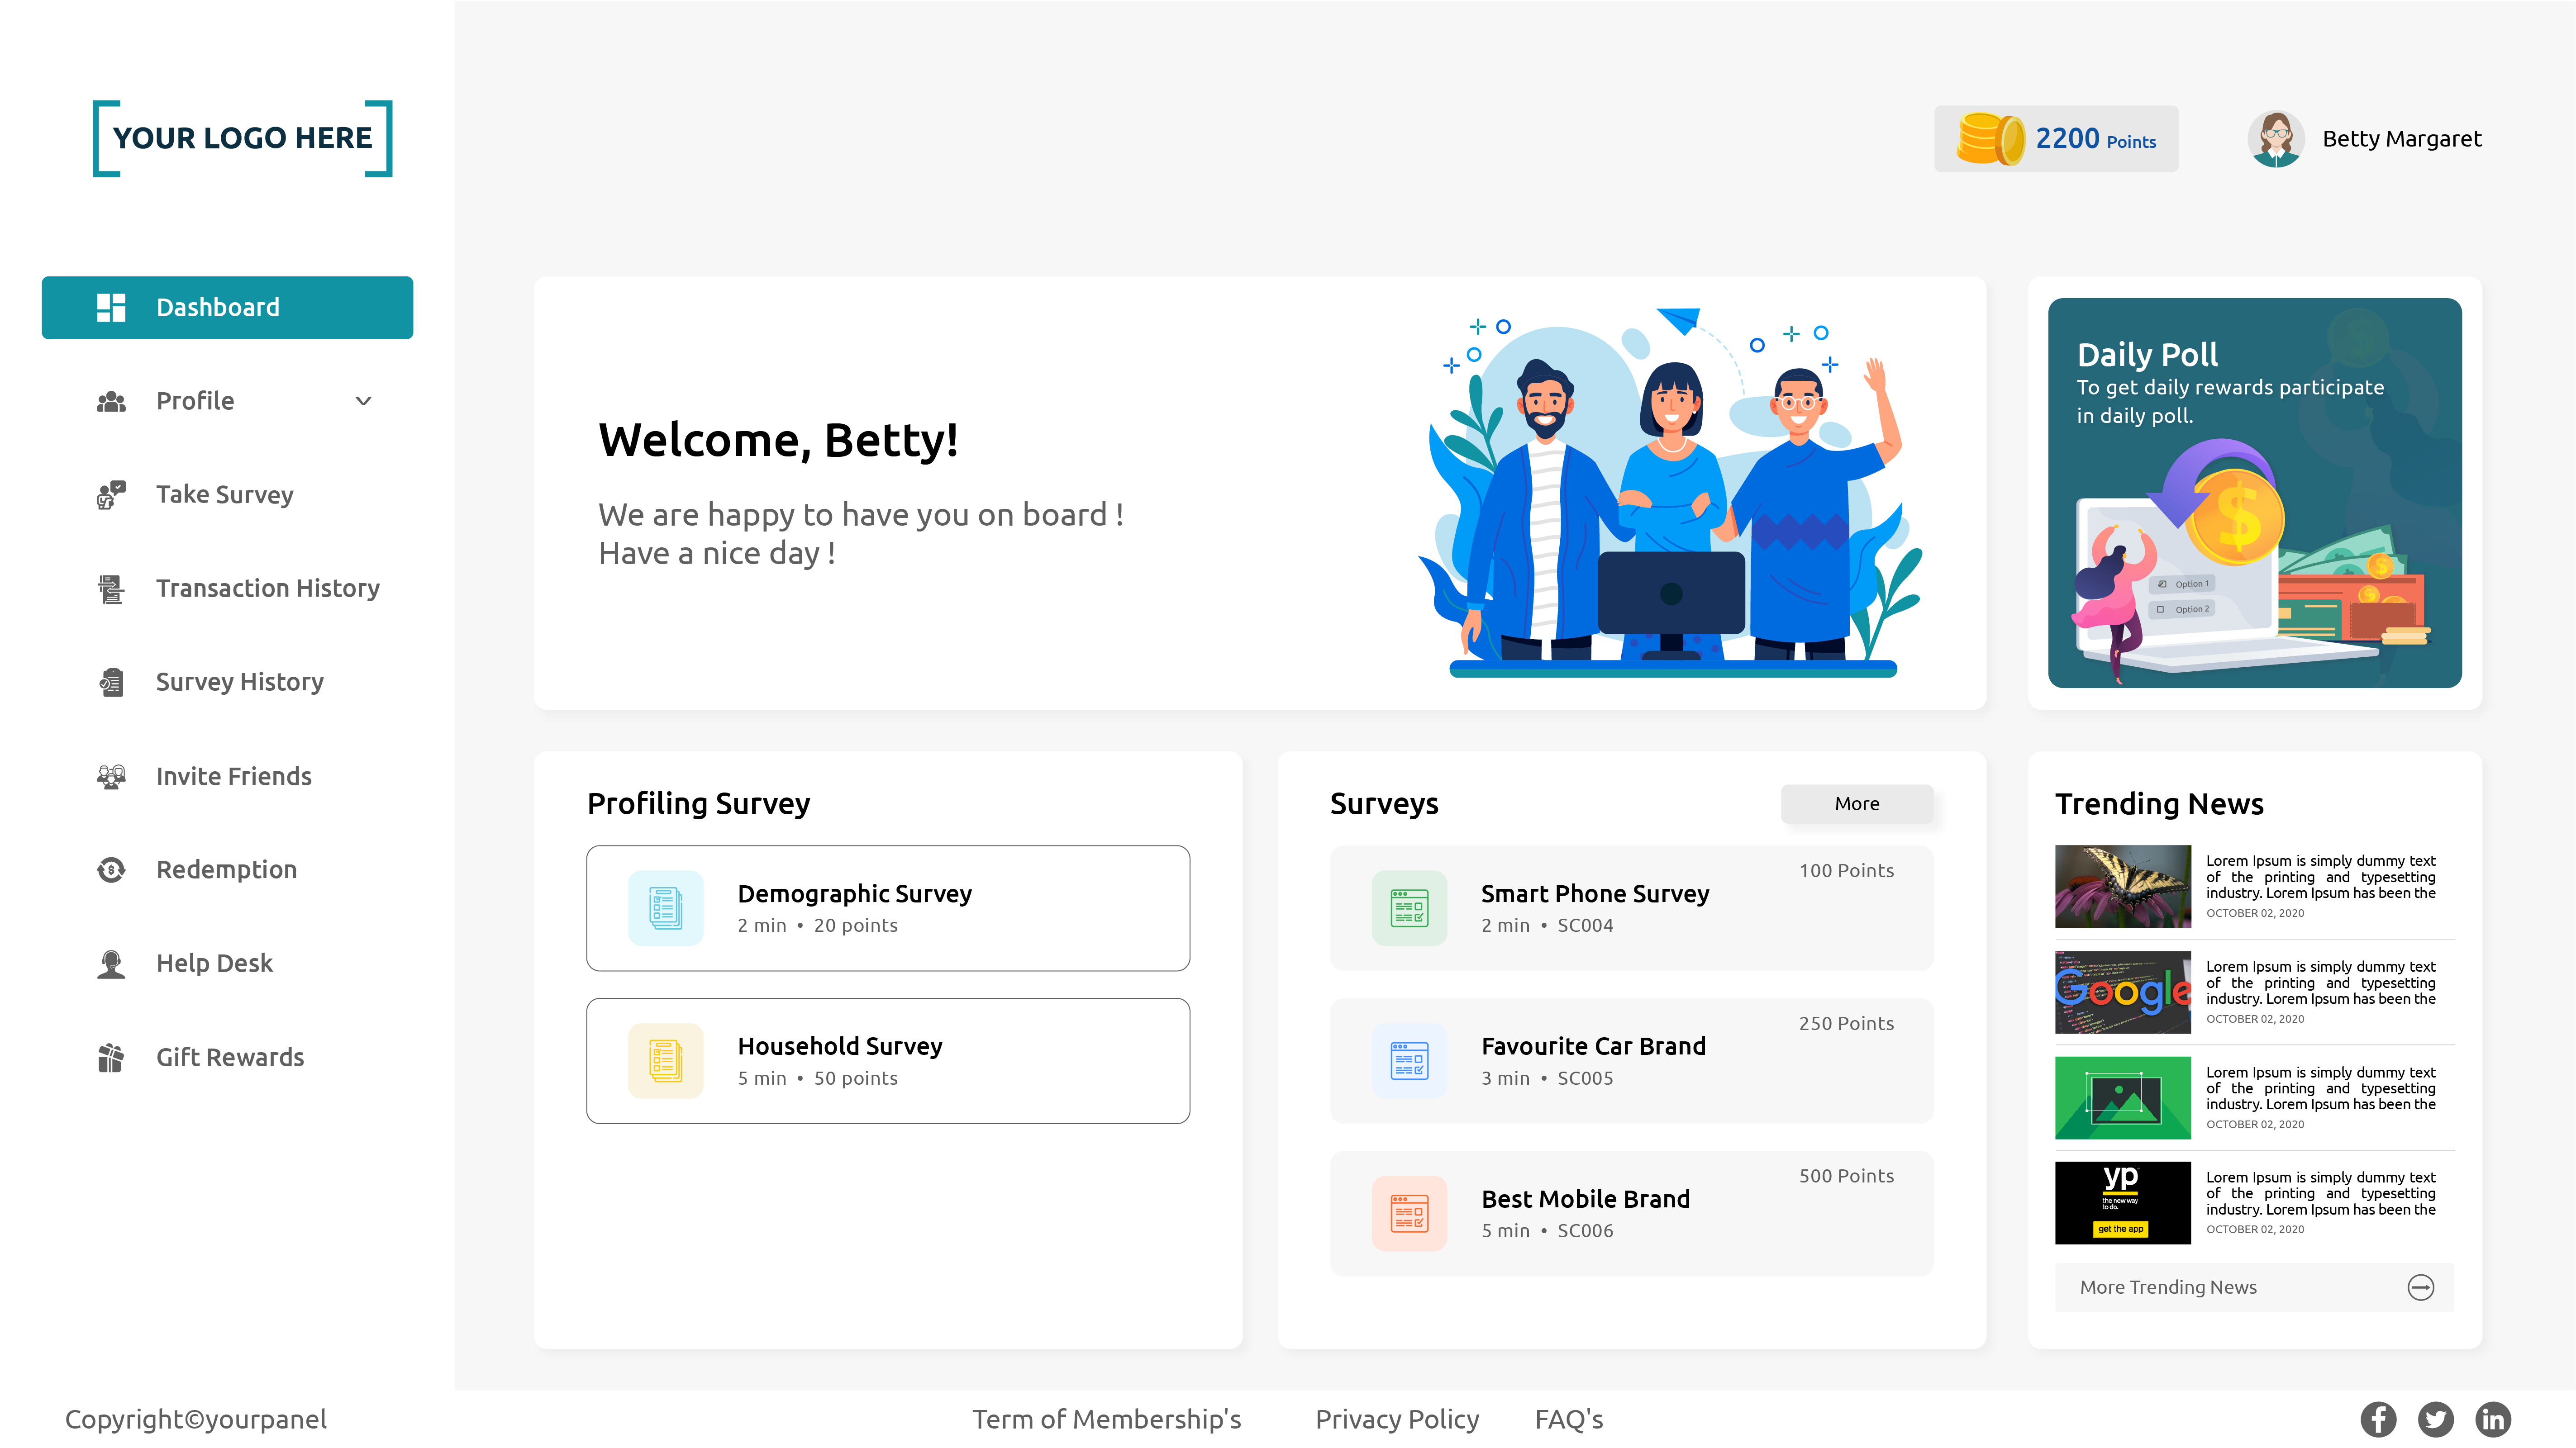 YOUR LOGO HERE
2200 Points
Betty Margaret
Dashboard
Profile
Take Survey
Transaction History
Survey History
Invite Friends
Redemption
Help Desk
Gift Rewards
Welcome, Betty!
We are happy to have you on board !
Have a nice day !
Daily Poll
To get daily rewards participate
in daily poll.
Option 1
Option 2
Profiling Survey
Demographic Survey
2 min • 20 points
Household Survey
5 min • 50 points
Surveys
More
100 Points
Smart Phone Survey
2 min • SC004
250 Points
Favourite Car Brand
3 min • SC005
500 Points
Best Mobile Brand
5 min • SC006
Trending News
Lorem Ipsum is simply dummy text
of the printing and typesetting
industry. Lorem Ipsum has been the
OCTOBER 02, 2020
Google
Lorem Ipsum is simply dummy text
of the printing and typesetting
industry. Lorem Ipsum has been the
OCTOBER 02, 2020
Lorem Ipsum is simply dummy text
of the printing and typesetting
industry. Lorem Ipsum has been the
OCTOBER 02, 2020
yp
the new way
to do.
get the app
Lorem Ipsum is simply dummy text
of the printing and typesetting
industry. Lorem Ipsum has been the
OCTOBER 02, 2020
More Trending News
Copyright©yourpanel
Term of Membership's
Privacy Policy
FAQ's